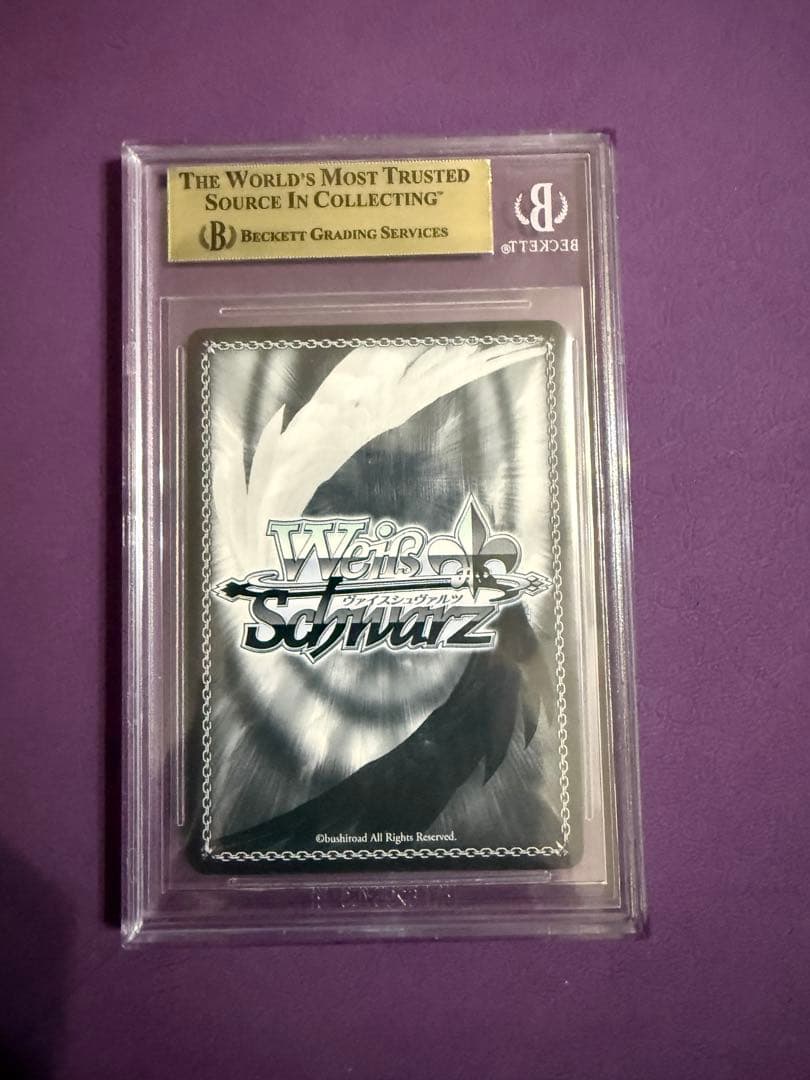 THE WORLD'S MOST TRUSTED
SOURCE IN COLLECTING™
B BECKETT GRADING SERVICES
B
BECKETT®
Weiß
ヴァイスシュヴァルツ
Schwarz
©bushiroad All Rights Reserved.